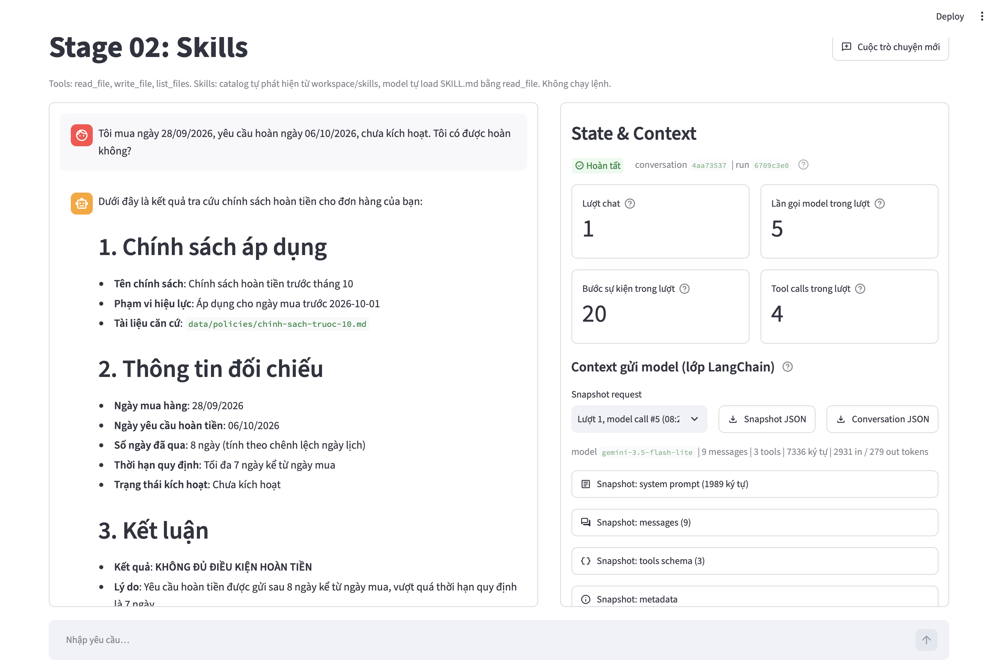 Deploy
Stage 02: Skills
Cuộc trò chuyện mới
Tools: read_file, write_file, list_files. Skills: catalog tự phát hiện từ workspace/skills, model tự load SKILL.md bằng read_file. Không chạy lệnh.
Tôi mua ngày 28/09/2026, yêu cầu hoàn ngày 06/10/2026, chưa kích hoạt. Tôi có được hoàn
không?
Dưới đây là kết quả tra cứu chính sách hoàn tiền cho đơn hàng của bạn:
1. Chính sách áp dụng
Tên chính sách: Chính sách hoàn tiền trước tháng 10
Phạm vi hiệu lực: Áp dụng cho ngày mua trước 2026-10-01
Tài liệu căn cứ: data/policies/chinh-sach-truoc-10.md
2. Thông tin đối chiếu
Ngày mua hàng: 28/09/2026
Ngày yêu cầu hoàn tiền: 06/10/2026
Số ngày đã qua: 8 ngày (tính theo chênh lệch ngày lịch)
Thời hạn quy định: Tối đa 7 ngày kể từ ngày mua
Trạng thái kích hoạt: Chưa kích hoạt
3. Kết luận
Kết quả: KHÔNG ĐỦ ĐIỀU KIỆN HOÀN TIỀN
Lý do: Yêu cầu hoàn tiền được gửi sau 8 ngày kể từ ngày mua, vượt quá thời hạn quy định
là 7 ngày
State & Context
Hoàn tất conversation 4aa73537 | run 6709c3e0
Lượt chat
1
Lần gọi model trong lượt
5
Bước sự kiện trong lượt
20
Tool calls trong lượt
4
Context gửi model (lớp LangChain)
Snapshot request
Lượt 1, model call #5 (08:2
Snapshot JSON
Conversation JSON
model gemini-3.5-flash-lite | 9 messages | 3 tools | 7336 ký tự | 2931 in / 279 out tokens
Snapshot: system prompt (1989 ký tự)
Snapshot: messages (9)
Snapshot: tools schema (3)
Snapshot: metadata
Nhập yêu cầu…